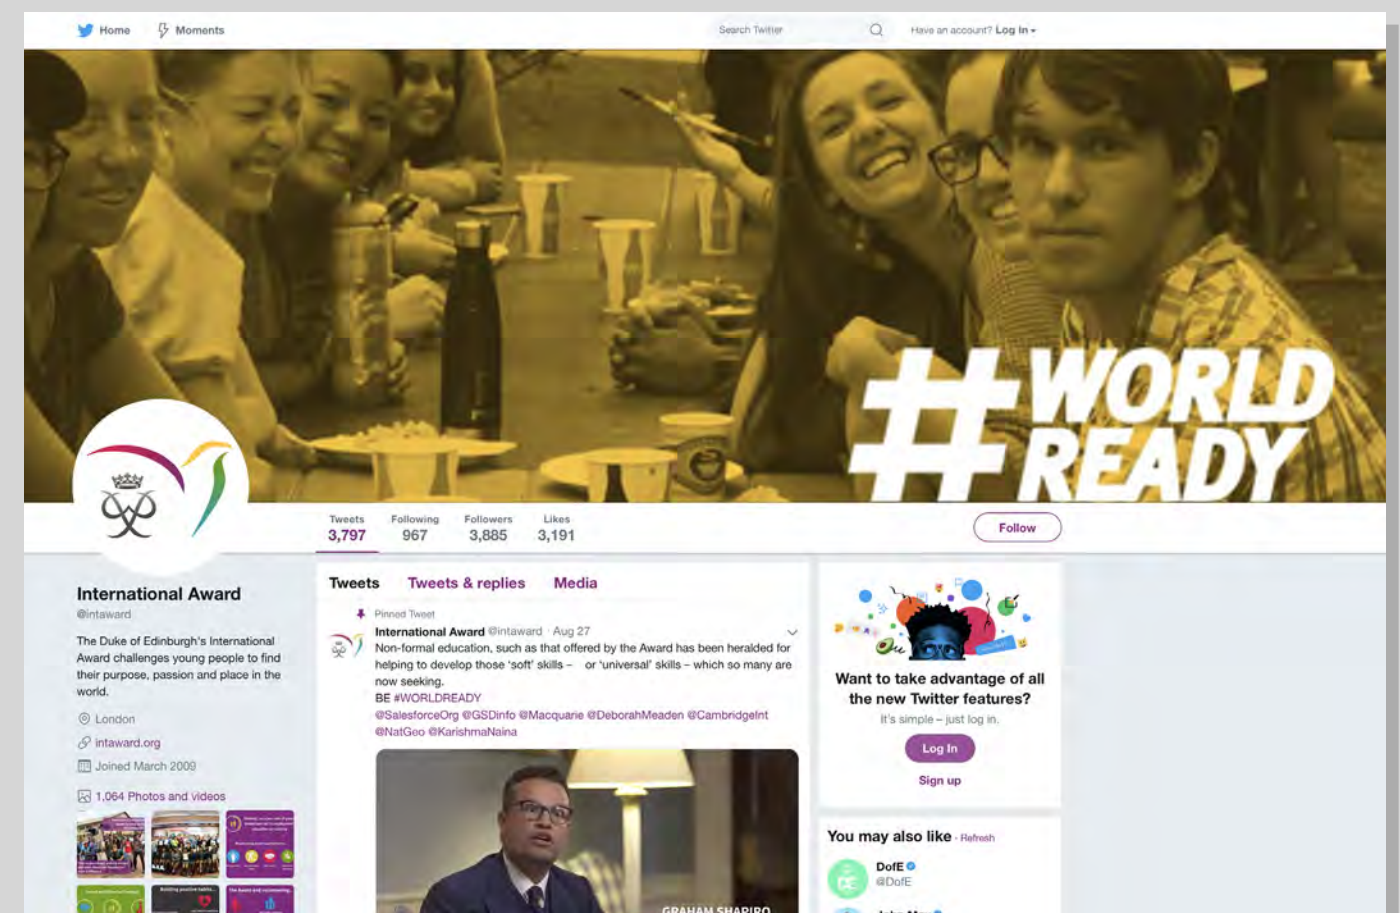 Home
Moments
Search Twitter
Have an account? Log In
#WORLD
READY
Tweets
3,797
Following
967
Followers
3,885
Likes
3,191
Follow
International Award
@intaward
The Duke of Edinburgh's International
Award challenges young people to find
their purpose, passion and place in the
world.
London
intaward.org
Joined March 2009
1,064 Photos and videos
Tweets
Tweets & replies
Media
Pinned Tweet
International Award @intaward · Aug 27
Non-formal education, such as that offered by the Award has been heralded for
helping to develop those ‘soft’ skills – or ‘universal’ skills – which so many are
now seeking.
BE #WORLDREADY
@SalesforceOrg @GSDinfo @Macquarie @DeborahMeaden @CambridgeInt
@NatGeo @KarishmaNaina
GRAHAM SHAPIRO
Want to take advantage of all
the new Twitter features?
It's simple – just log in.
Log In
Sign up
You may also like · Refresh
DofE
@DofE